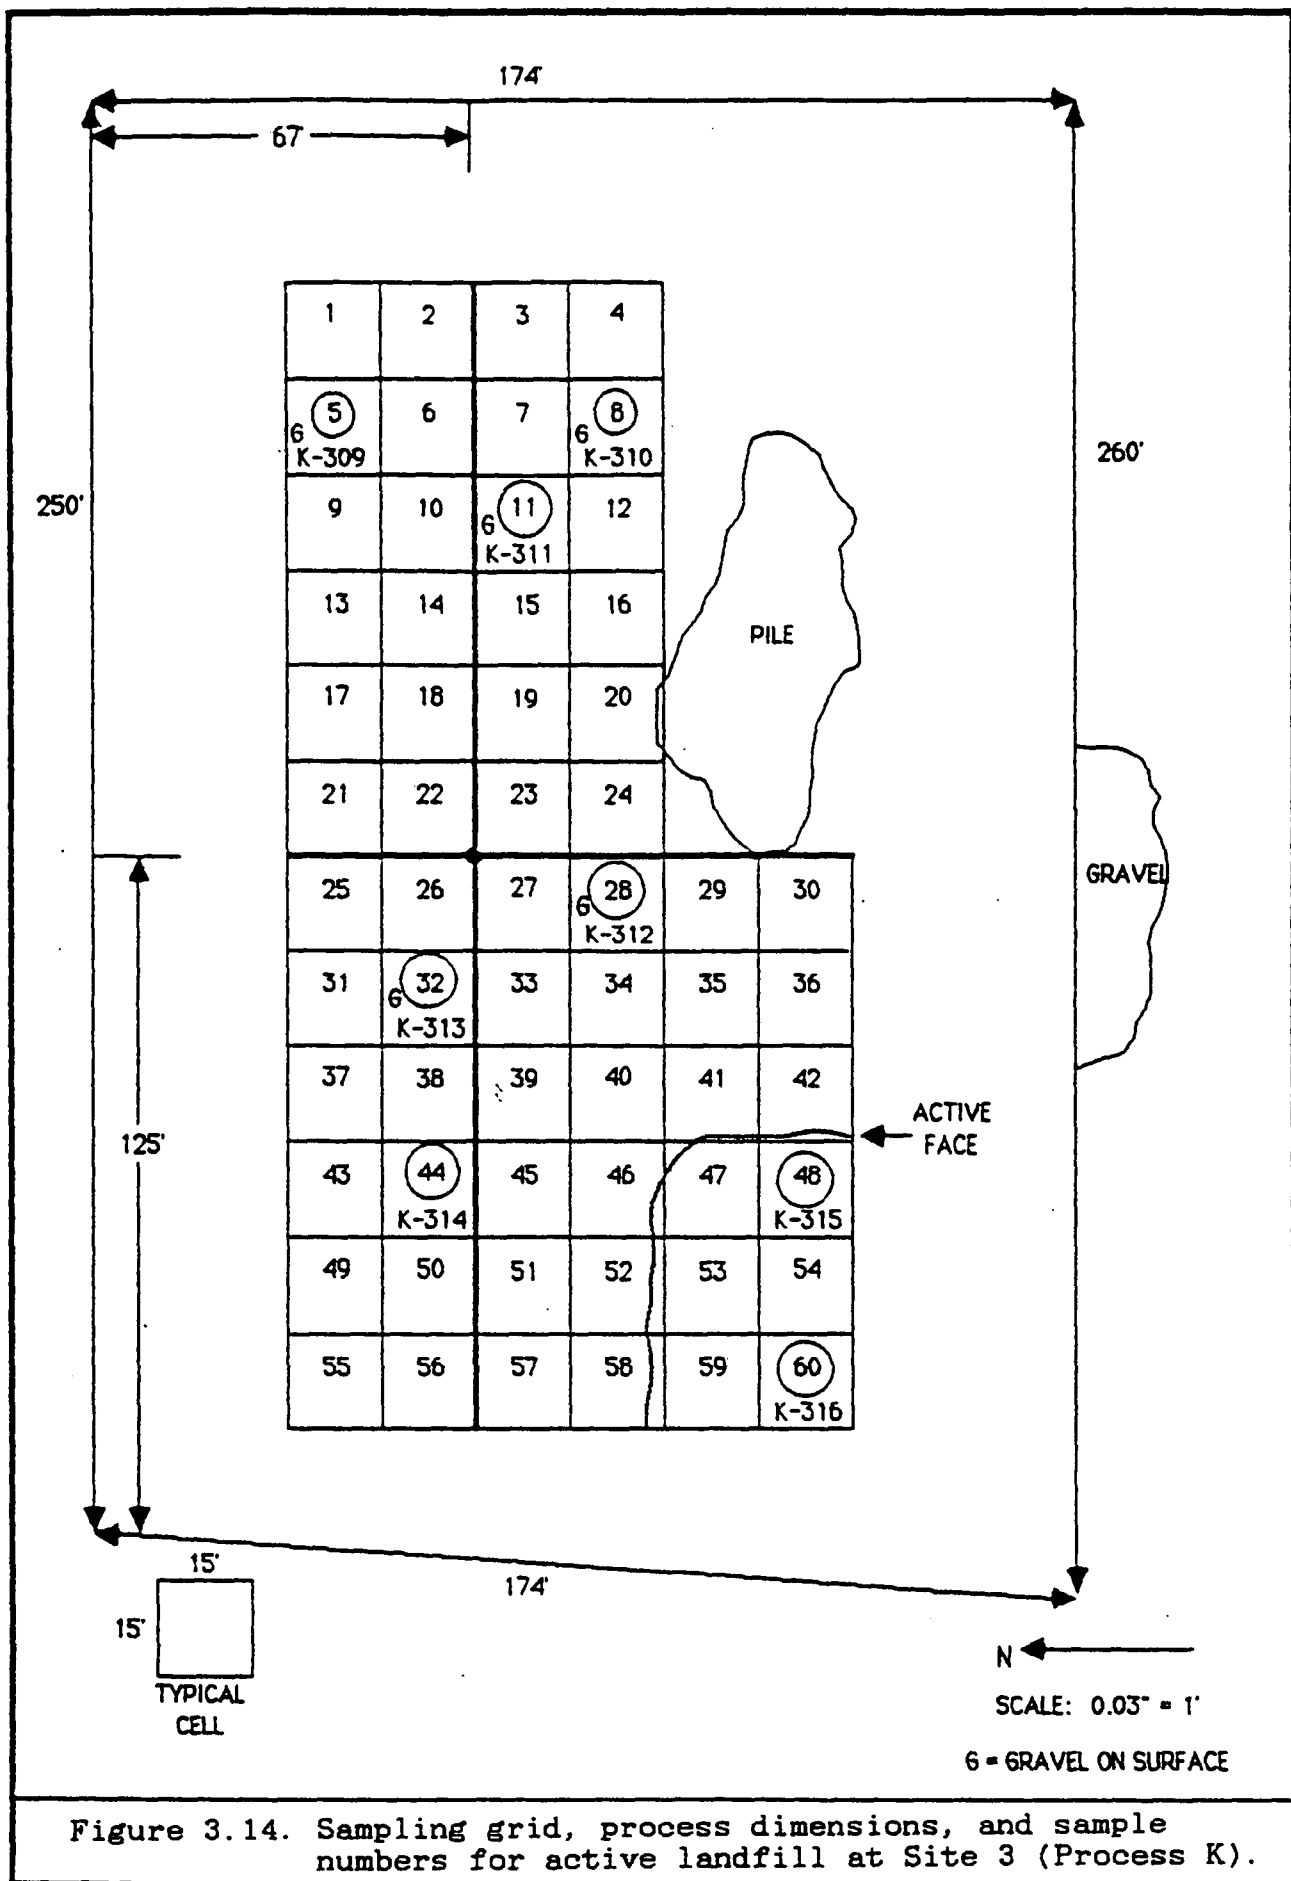 174'
67'
1 2 3 4
5 6 7 8
6 6
K-309 K-310
260'
250'
9 10 11 12
6
K-311
13 14 15 16
PILE
17 18 19 20
21 22 23 24
25 26 27 28 29 30
GRAVEL
6
K-312
31 32 33 34 35 36
6
K-313
37 38 39 40 41 42
ACTIVE
FACE
125'
43 44 45 46 47 48
K-314 K-315
49 50 51 52 53 54
55 56 57 58 59 60
K-316
15'
174'
15'
TYPICAL
CELL
N
SCALE: 0.03" = 1'
6 = GRAVEL ON SURFACE
Figure 3.14. Sampling grid, process dimensions, and sample
numbers for active landfill at Site 3 (Process K).